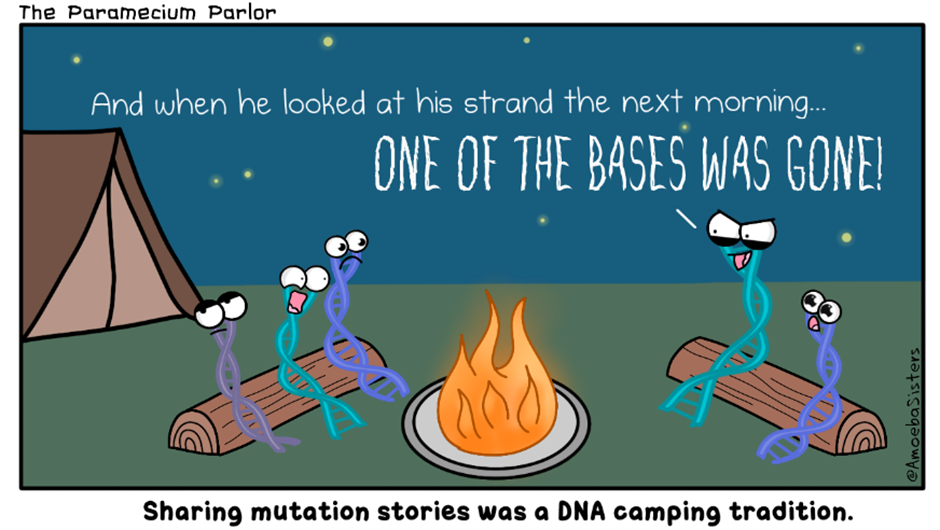 The Paramecium Parlor
And when he looked at his strand the next morning...
ONE OF THE BASES WAS GONE!
@AmoebaSisters
Sharing mutation stories was a DNA camping tradition.